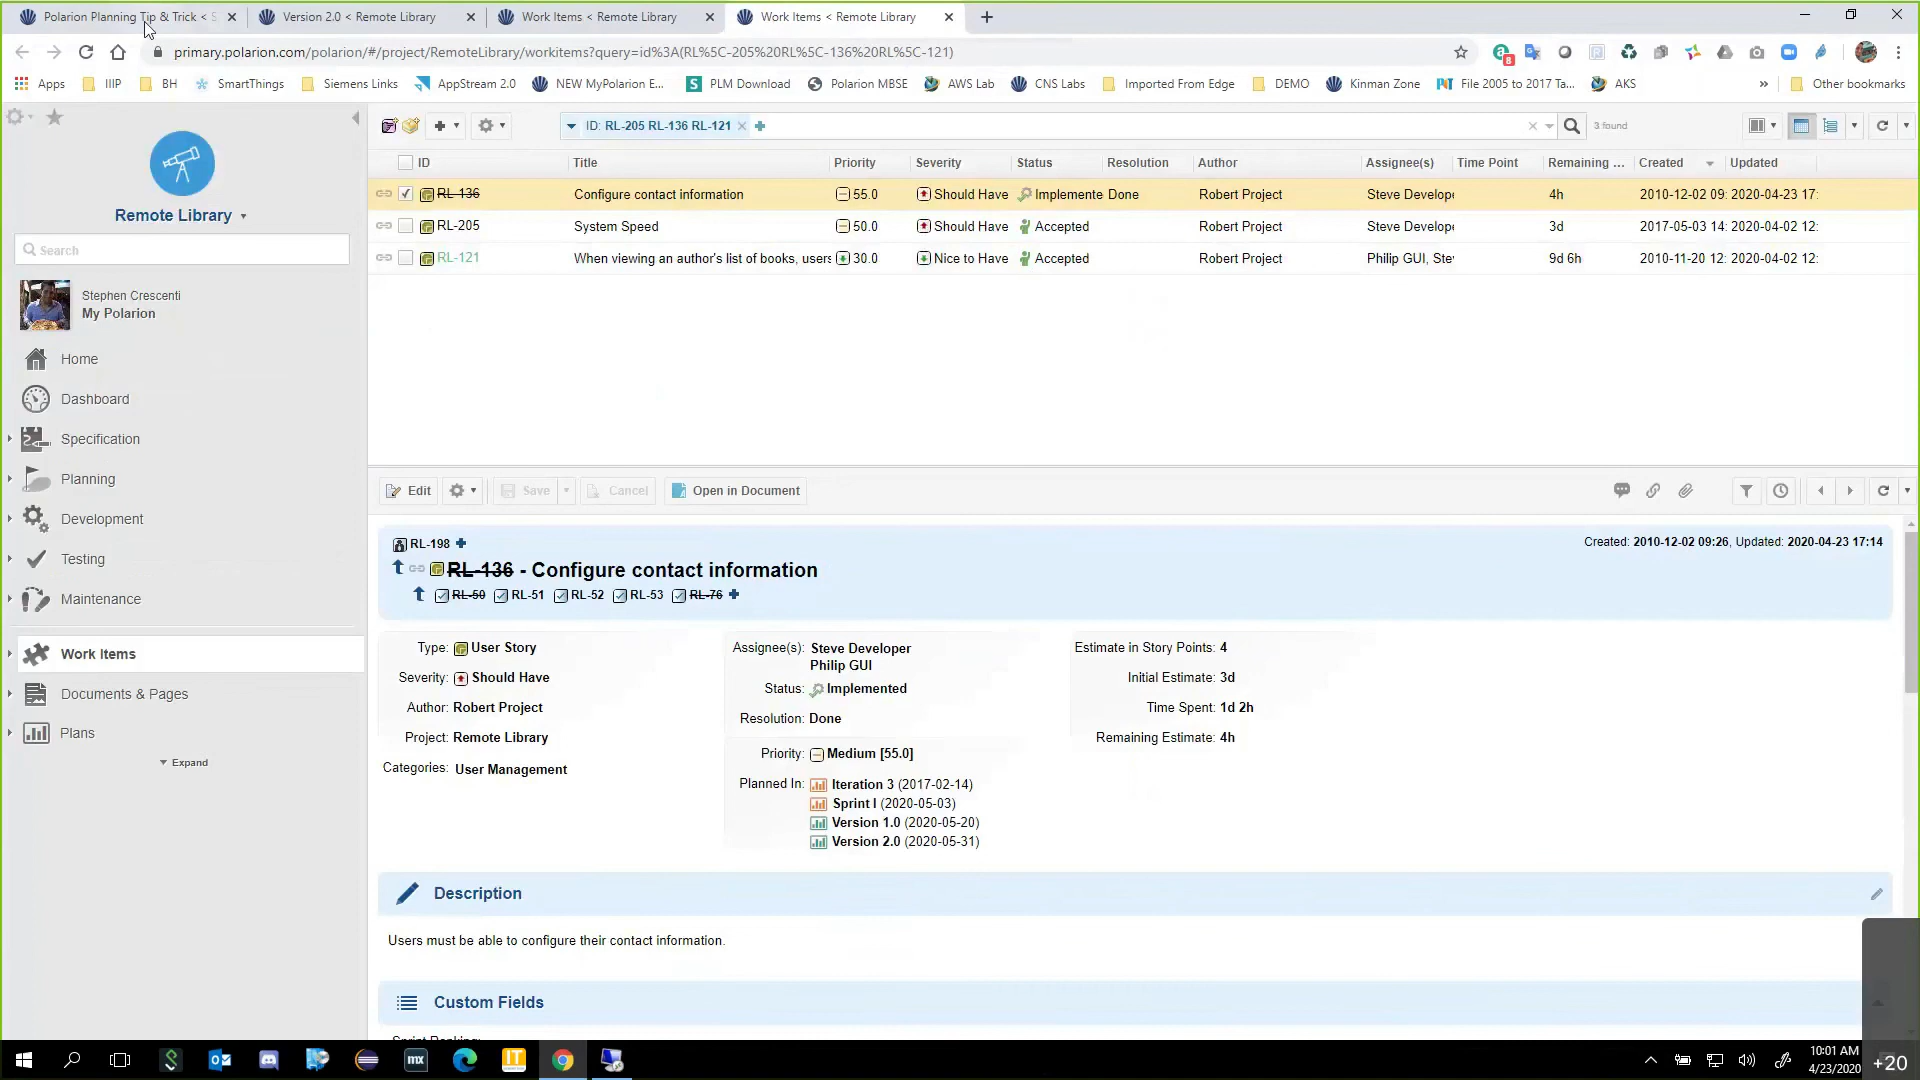 Polarion Planning Tip & Trick < S
Version 2.0 < Remote Library
Work Items < Remote Library
Work Items < Remote Library
primary.polarion.com/polarion/#/project/RemoteLibrary/workitems?query=id%3A(RL%5C-205%20RL%5C-136%20RL%5C-121)
8
Apps IIIP BH SmartThings Siemens Links AppStream 2.0 NEW MyPolarion E... PLM Download Polarion MBSE AWS Lab CNS Labs Imported From Edge DEMO Kinman Zone File 2005 to 2017 Ta... AKS » Other bookmarks
Remote Library
Search
Stephen Crescenti
My Polarion
Home
Dashboard
Specification
Planning
Development
Testing
Maintenance
Work Items
Documents & Pages
Plans
Expand
ID: RL-205 RL-136 RL-121
3 found
ID Title Priority Severity Status Resolution Author Assignee(s) Time Point Remaining ... Created Updated
RL-136 Configure contact information 55.0 Should Have Implemente Done Robert Project Steve Develope 4h 2010-12-02 09: 2020-04-23 17:
RL-205 System Speed 50.0 Should Have Accepted Robert Project Steve Develope 3d 2017-05-03 14: 2020-04-02 12:
RL-121 When viewing an author's list of books, users 30.0 Nice to Have Accepted Robert Project Philip GUI, Ste 9d 6h 2010-11-20 12: 2020-04-02 12:
Edit Save Cancel Open in Document
RL-198
Created: 2010-12-02 09:26, Updated: 2020-04-23 17:14
RL-136 - Configure contact information
RL-50 RL-51 RL-52 RL-53 RL-76
Type: User Story
Severity: Should Have
Author: Robert Project
Project: Remote Library
Categories: User Management
Assignee(s): Steve Developer
Philip GUI
Status: Implemented
Resolution: Done
Priority: Medium [55.0]
Planned In: Iteration 3 (2017-02-14)
Sprint I (2020-05-03)
Version 1.0 (2020-05-20)
Version 2.0 (2020-05-31)
Estimate in Story Points: 4
Initial Estimate: 3d
Time Spent: 1d 2h
Remaining Estimate: 4h
Description
Users must be able to configure their contact information.
Custom Fields
Sprint Ranking:
mx
IT
10:01 AM
4/23/2020
+20